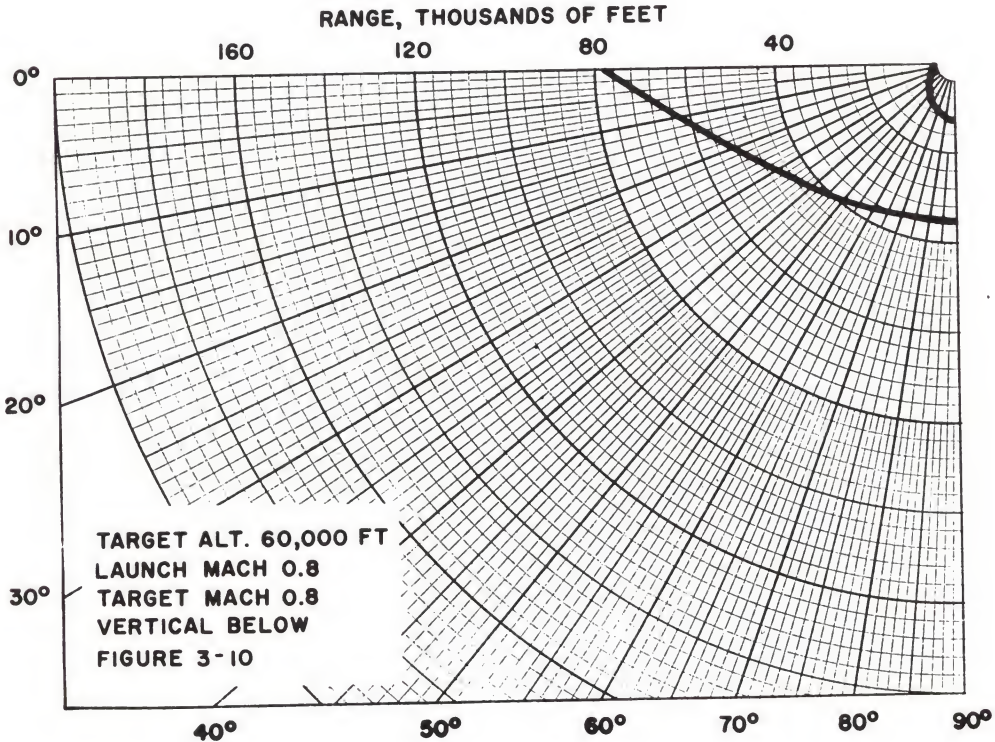 RANGE, THOUSANDS OF FEET
160 120 80 40
0°
10°
20°
30°
TARGET ALT. 60,000 FT
LAUNCH MACH 0.8
TARGET MACH 0.8
VERTICAL BELOW
FIGURE 3-10
40° 50° 60° 70° 80° 90°